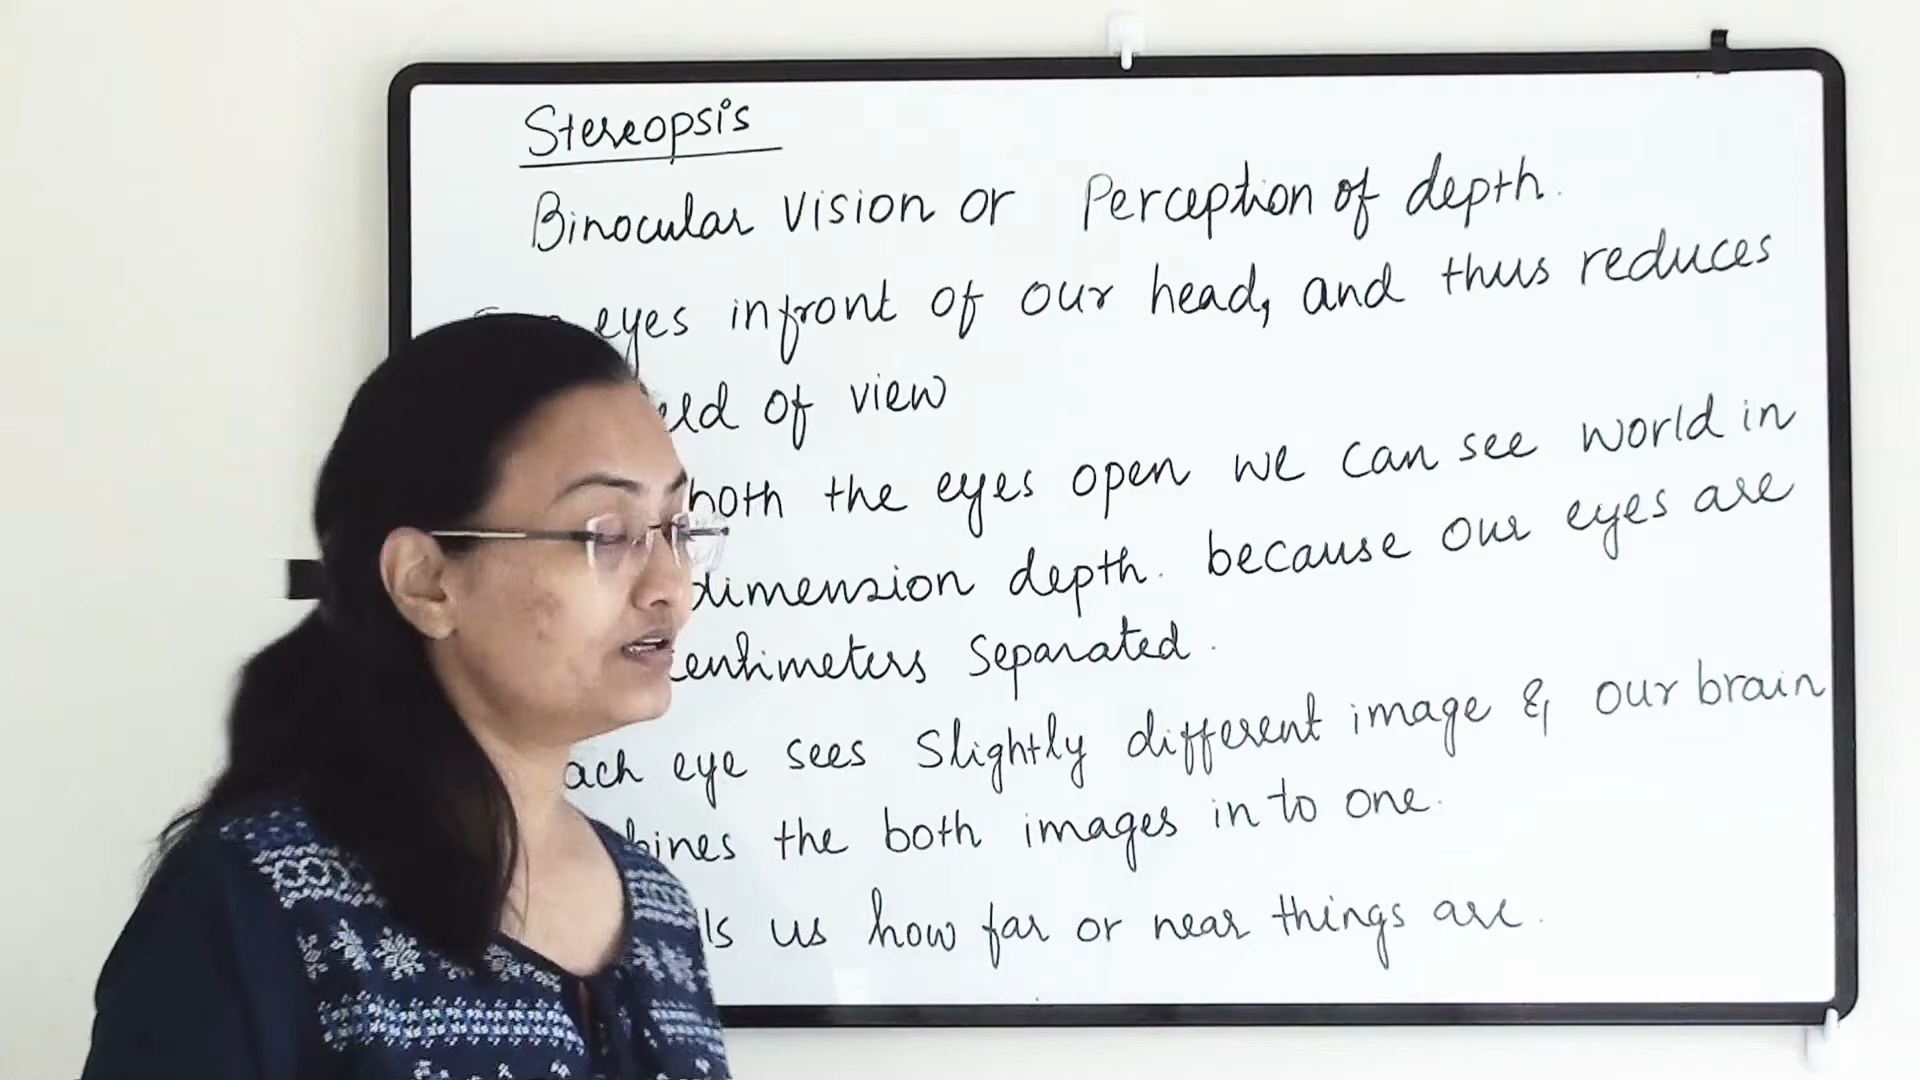 Stereopsis
Binocular vision or Perception of depth.
eyes infront of our head, and thus reduces
of view
both the eyes open we can see world in
dimension depth. because our eyes are
centimeters separated.
each eye sees slightly different image & our brain
the both images in to one.
us how far or near things are.